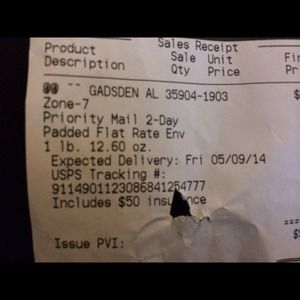 Sales Receipt
Product Sale Unit
Description Qty Price
GADSDEN AL 35904-1903
Zone-7
Priority Mail 2-Day
Padded Flat Rate Env
1 lb. 12.60 oz.
Expected Delivery: Fri 05/09/14
USPS Tracking #:
9114901123086841254777
Includes $50
Issue PVI: